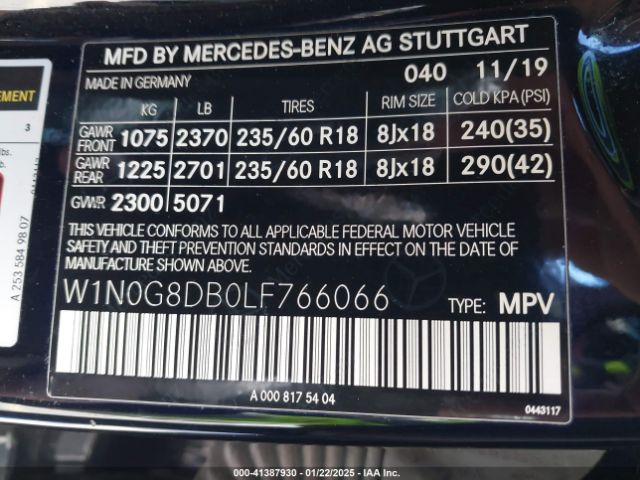 MFD BY MERCEDES-BENZ AG STUTTGART
MADE IN GERMANY 040 11/19
KG LB TIRES RIM SIZE COLD KPA(PSI)
GAWR FRONT 1075 2370 235/60 R18 8Jx18 240(35)
GAWR REAR 1225 2701 235/60 R18 8Jx18 290(42)
GVWR 2300 5071
THIS VEHICLE CONFORMS TO ALL APPLICABLE FEDERAL MOTOR VEHICLE
SAFETY AND THEFT PREVENTION STANDARDS IN EFFECT ON THE DATE OF
MANUFACTURE SHOWN ABOVE.
W1N0G8DB0LF766066 TYPE: MPV
A 000 817 54 04
0443117
EMENT
3
lbs.
A 253 584 98 07
000-41387930 - 01/22/2025 - IAA Inc.